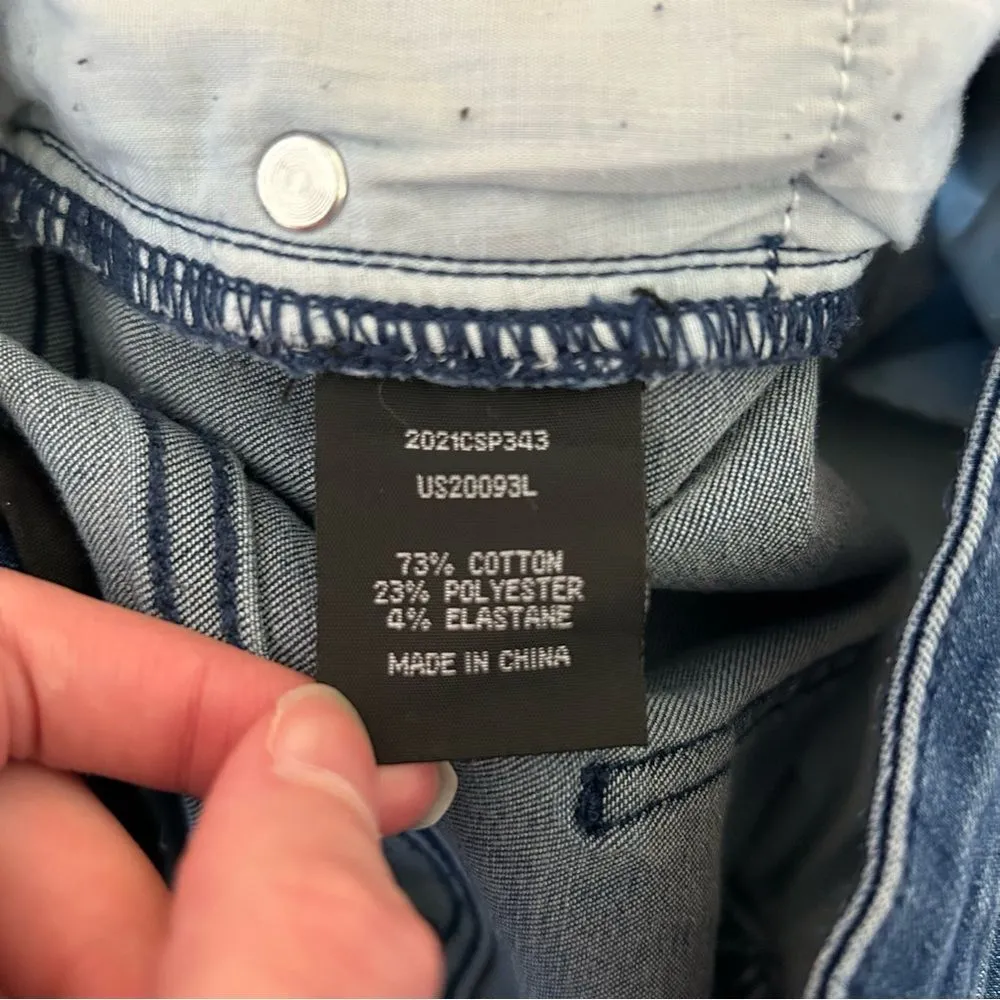 2021CSP343
US20093L
73% COTTON
23% POLYESTER
4% ELASTANE
MADE IN CHINA